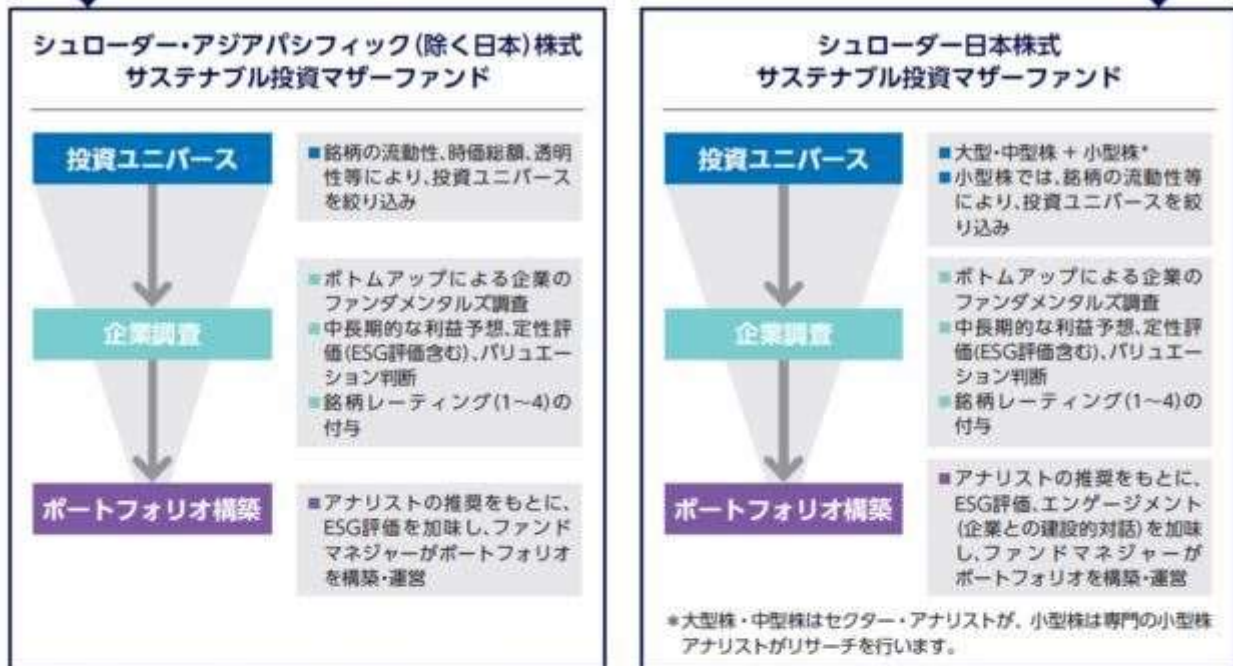 シュローダー・アジアパシフィック(除く日本)株式
サステナブル投資マザーファンド
投資ユニバース
■銘柄の流動性、時価総額、透明
性等により、投資ユニバース
を絞り込み
企業調査
■ボトムアップによる企業の
ファンダメンタルズ調査
■中長期的な利益予想、定性評
価(ESG評価含む)、バリュエー
ション判断
■銘柄レーティング(1〜4)の
付与
ポートフォリオ構築
■アナリストの推奨をもとに、
ESG評価を加味し、ファンド
マネジャーがポートフォリオ
を構築・運営
シュローダー日本株式
サステナブル投資マザーファンド
投資ユニバース
■大型・中型株 + 小型株*
■小型株では、銘柄の流動性等
により、投資ユニバースを絞
り込み
企業調査
■ボトムアップによる企業の
ファンダメンタルズ調査
■中長期的な利益予想、定性評
価(ESG評価含む)、バリュエー
ション判断
■銘柄レーティング(1〜4)の
付与
ポートフォリオ構築
■アナリストの推奨をもとに、
ESG評価、エンゲージメント
(企業との建設的対話)を加味
し、ファンドマネジャーが
ポートフォリオを構築・運営
*大型株・中型株はセクター・アナリストが、小型株は専門の小型株
アナリストがリサーチを行います。